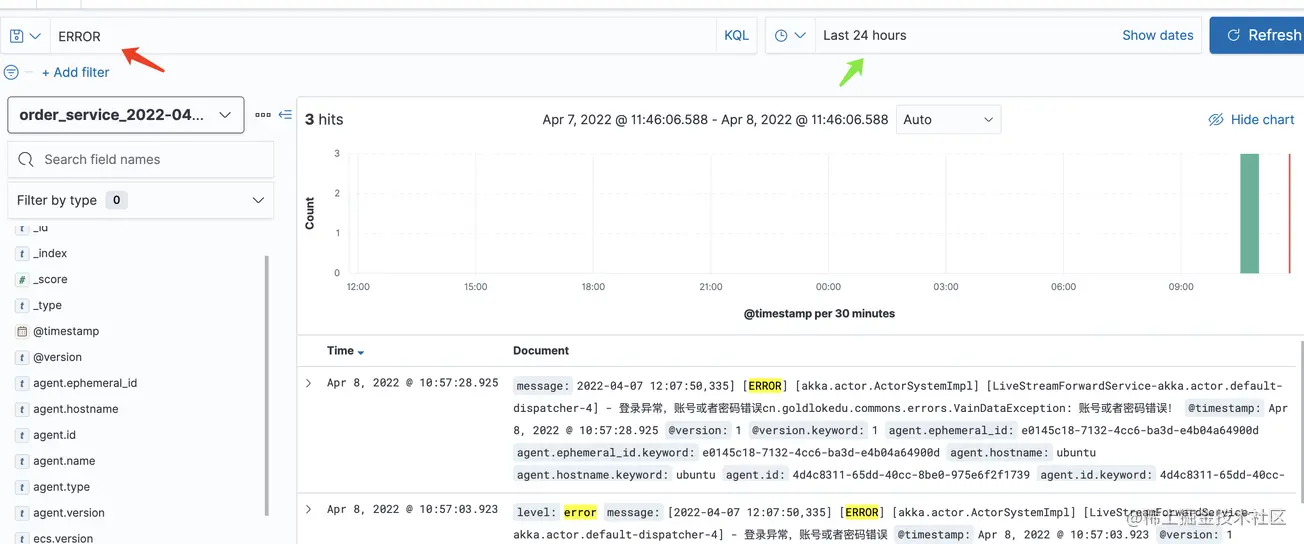 ERROR
KQL
Last 24 hours
Show dates
Refresh
+ Add filter
order_service_2022-04...
3 hits
Apr 7, 2022 @ 11:46:06.588 - Apr 8, 2022 @ 11:46:06.588
Auto
Hide chart
Search field names
Filter by type 0
_id
t _index
# _score
t _type
@timestamp
t @version
t agent.ephemeral_id
t agent.hostname
t agent.id
t agent.name
t agent.type
t agent.version
ecs.version
Count
3
2
1
0
12:00 15:00 18:00 21:00 00:00 03:00 06:00 09:00
@timestamp per 30 minutes
Time Document
Apr 8, 2022 @ 10:57:28.925
message: 2022-04-07 12:07:50,335] [ERROR] [akka.actor.ActorSystemImpl] [LiveStreamForwardService-akka.actor.default-
dispatcher-4] - 登录异常，账号或者密码错误cn.goldlokedu.commons.errors.VainDataException: 账号或者密码错误! @timestamp: Apr
8, 2022 @ 10:57:28.925 @version: 1 @version.keyword: 1 agent.ephemeral_id: e0145c18-7132-4cc6-ba3d-e4b04a64900d
agent.ephemeral_id.keyword: e0145c18-7132-4cc6-ba3d-e4b04a64900d agent.hostname: ubuntu
agent.hostname.keyword: ubuntu agent.id: 4d4c8311-65dd-40cc-8be0-975e6f2f1739 agent.id.keyword: 4d4c8311-65dd-40cc-
Apr 8, 2022 @ 10:57:03.923
level: error message: [2022-04-07 12:07:50,335] [ERROR] [akka.actor.ActorSystemImpl] [LiveStreamForwardService-
akka.actor.default-dispatcher-4] - 登录异常，账号或者密码错误 @timestamp: Apr 8, 2022 @ 10:57:03.923 @version: 1
@稀土掘金技术社区